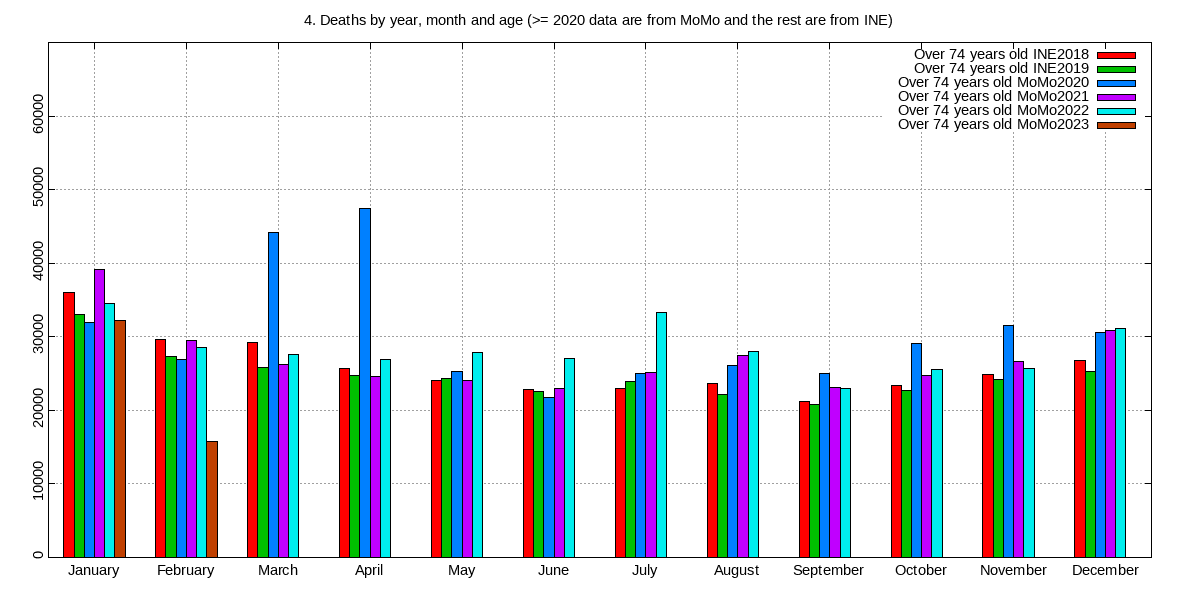 4. Deaths by year, month and age (>= 2020 data are from MoMo and the rest are from INE)
Over 74 years old INE2018
Over 74 years old INE2019
Over 74 years old MoMo2020
Over 74 years old MoMo2021
Over 74 years old MoMo2022
Over 74 years old MoMo2023
60000
50000
40000
30000
20000
10000
0
January February March April May June July August September October November December